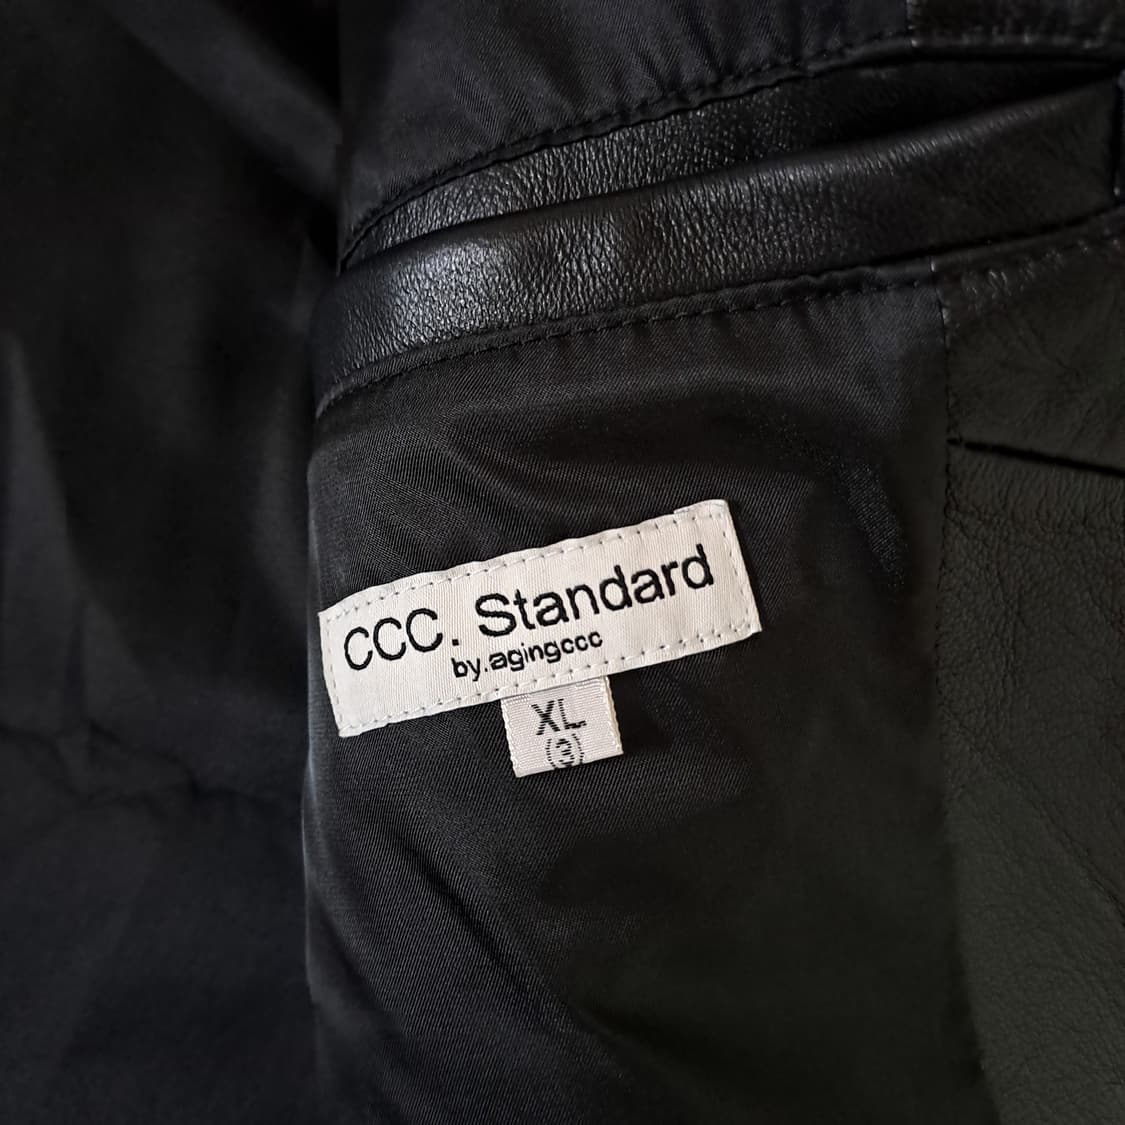 CCC. Standard
by.agingccc
XL
(3)